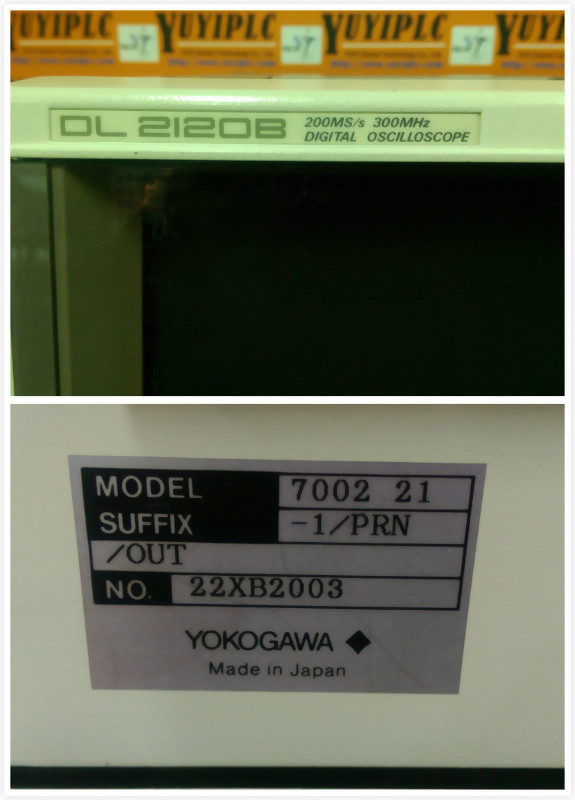 YUYIPLC YUYIPLC YUYIPLC YUYIPLC
DL 2120B
200MS/s 300MHz
DIGITAL OSCILLOSCOPE
MODEL 7002 21
SUFFIX -1/PRN
/OUT
NO. 22XB2003
YOKOGAWA ◆
Made in Japan